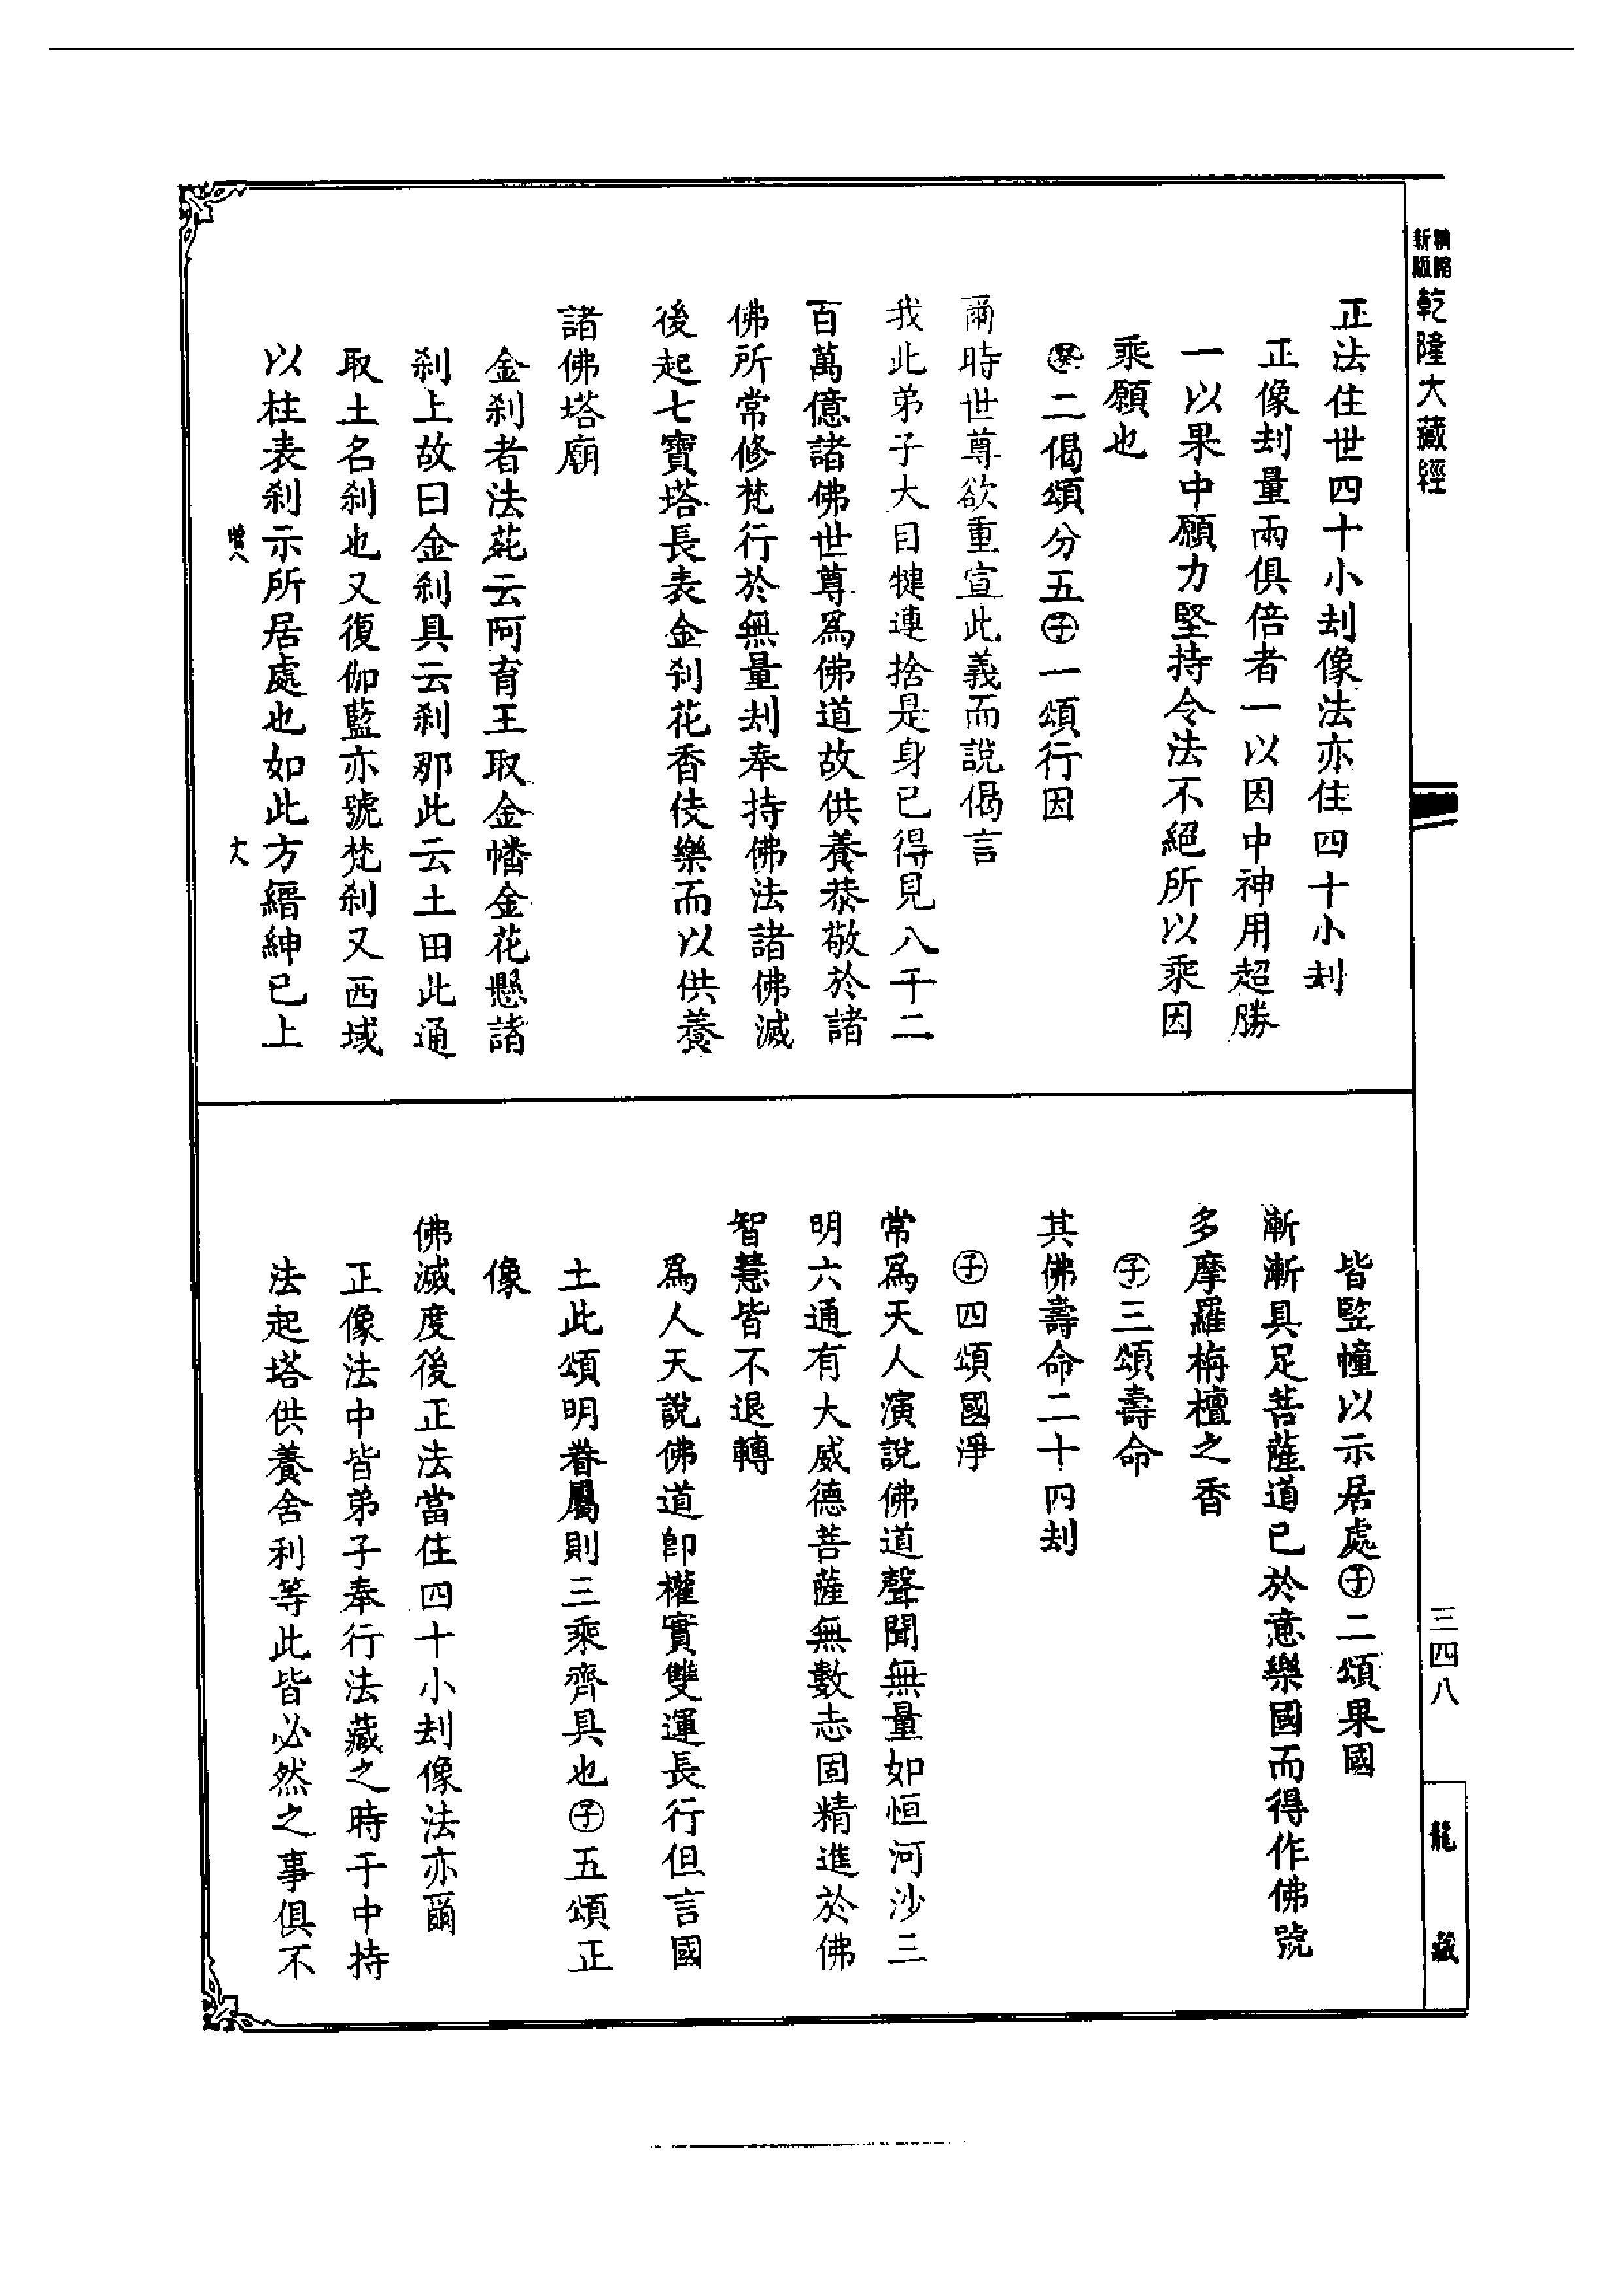 精縮新版乾隆大藏經
正法住世四十小刦像法亦住四十小刦
正像刦量兩俱倍者一以因中神用超勝
一以果中願力堅持令法不絕所以乘因
乘願也
㊋二偈頌分五㊋一頌行因
爾時世尊欲重宣此義而說偈言
我此弟子大目犍連捨是身已得見八千二
百萬億諸佛世尊爲佛道故供養恭敬於諸
佛所常修梵行於無量刦奉持佛法諸佛滅
後起七寶塔長表金刹花香伎樂而以供養
諸佛塔廟
金刹者法苑云阿育王取金幡金花懸諸
刹上故曰金刹具云刹那此云土田此通
取土名刹也又復伽藍亦號梵刹又西域
以柱表刹示所居處也如此方縉紳已上
皆竪幢以示居處子二頌果國
漸漸具足菩薩道已於意樂國而得作佛號
多摩羅栴檀之香
子三頌壽命
其佛壽命二十四刦
子四頌國淨
常爲天人演說佛道聲聞無量如恒河沙三
明六通有大威德菩薩無數志固精進於佛
智慧皆不退轉
爲人天說佛道即權實雙運長行但言國
土此頌明眷屬則三乘齊具也子五頌正
像
佛滅度後正法當住四十小刦像法亦爾
正像法中皆弟子奉行法藏之時于中持
法起塔供養舍利等此皆必然之事俱不
三四八
龍藏